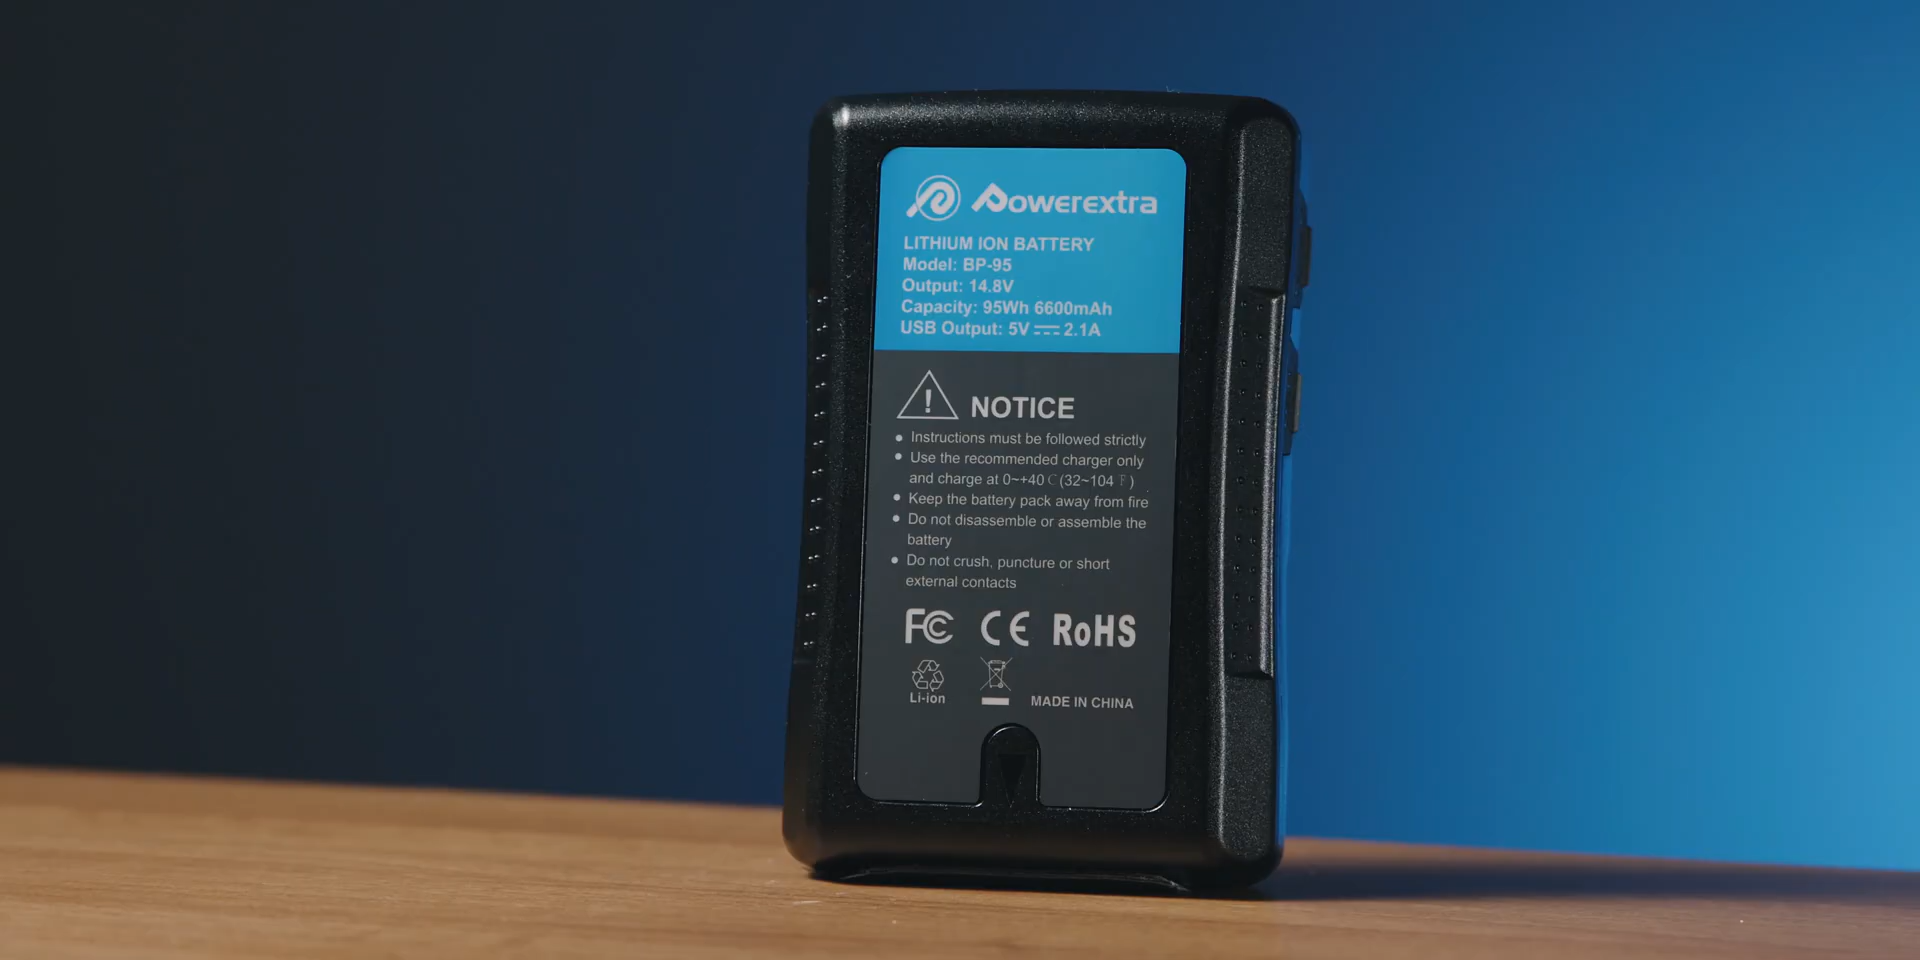 Powerextra
LITHIUM ION BATTERY
Model: BP-95
Output: 14.8V
Capacity: 95Wh 6600mAh
USB Output: 5V ⎓ 2.1A
! NOTICE
• Instructions must be followed strictly
• Use the recommended charger only
and charge at 0~+40 C (32~104 F)
• Keep the battery pack away from fire
• Do not disassemble or assemble the
battery
• Do not crush, puncture or short
external contacts
FC CE RoHS
Li-ion MADE IN CHINA